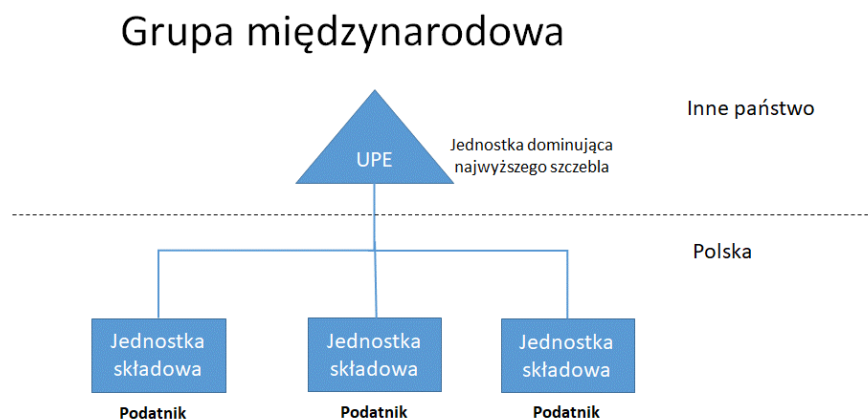 Grupa międzynarodowa
Inne państwo
UPE
Jednostka dominująca
najwyższego szczebla
Polska
Jednostka
składowa
Jednostka
składowa
Jednostka
składowa
Podatnik
Podatnik
Podatnik